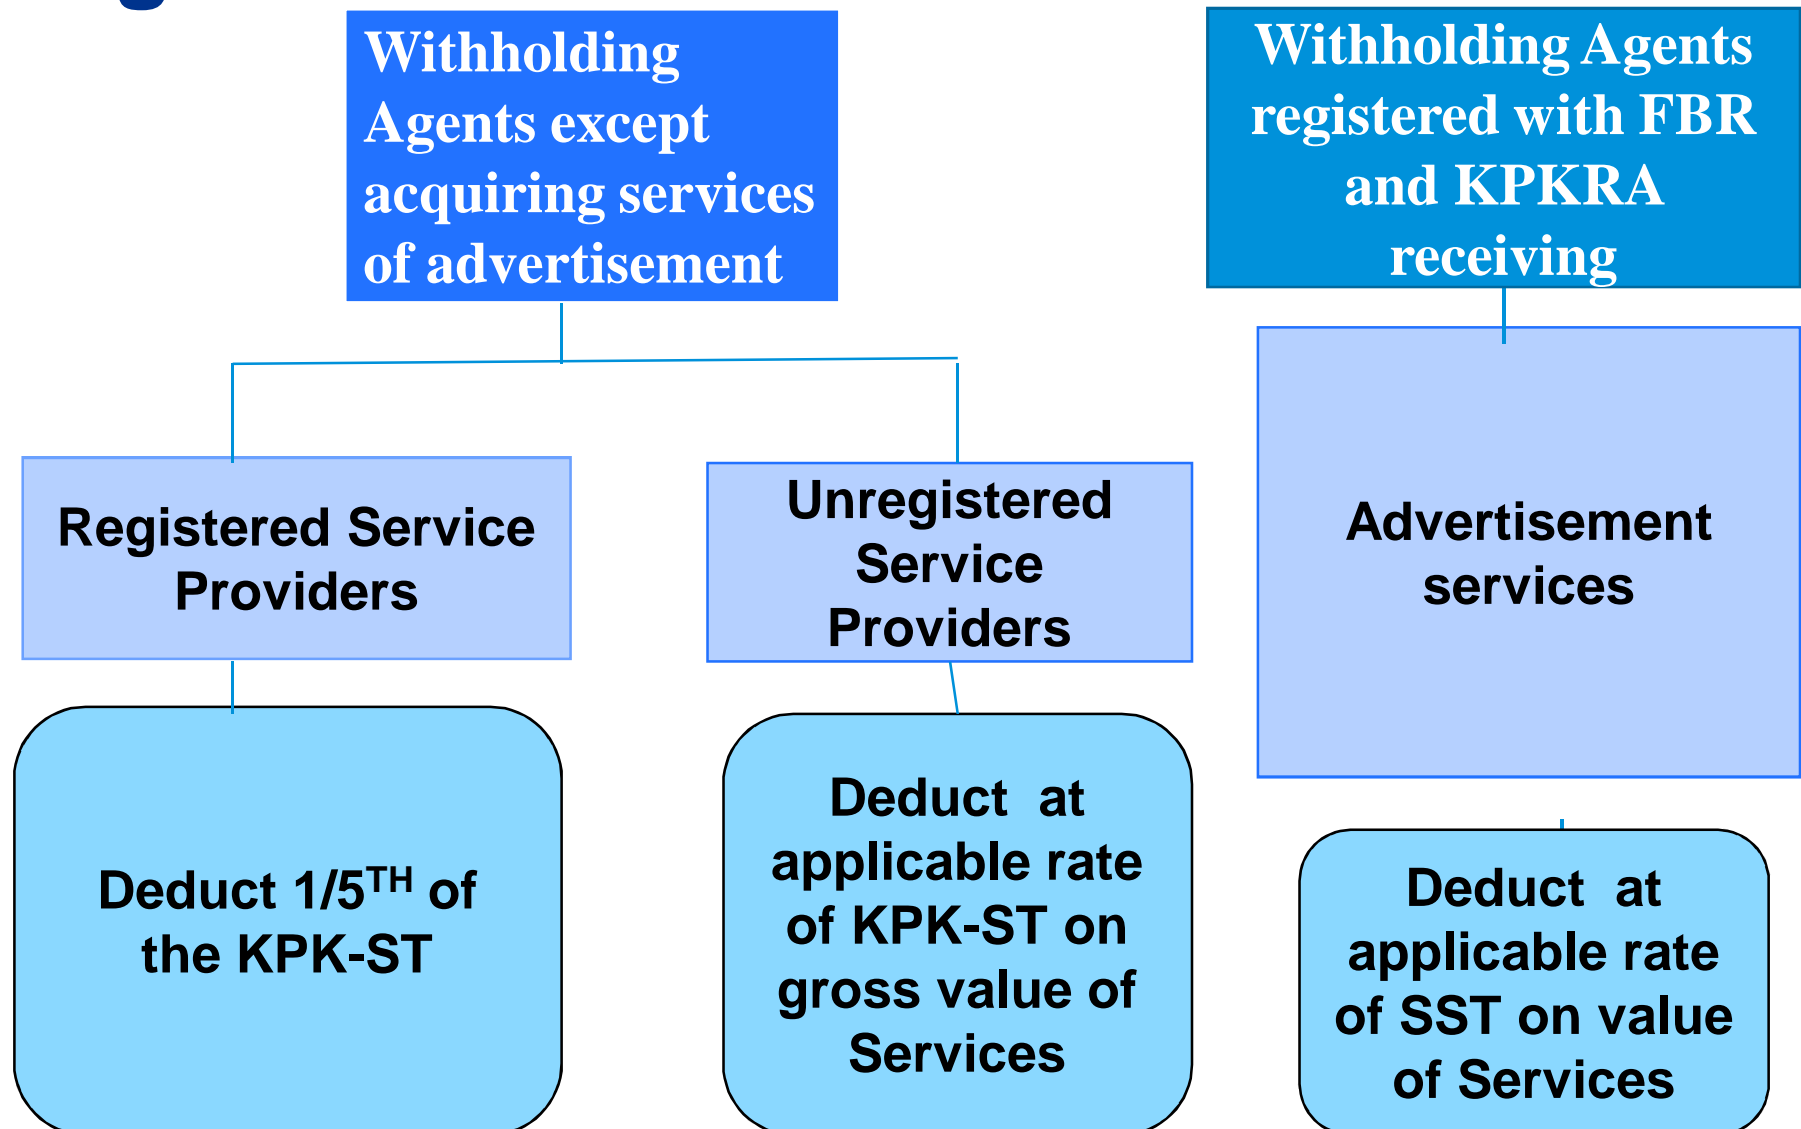 Withholding
Agents except
acquiring services
of advertisement
Withholding Agents
registered with FBR
and KPKRA
receiving
Registered Service
Providers
Unregistered
Service
Providers
Advertisement
services
Deduct 1/5TH of
the KPK-ST
Deduct at
applicable rate
of KPK-ST on
gross value of
Services
Deduct at
applicable rate
of SST on value
of Services